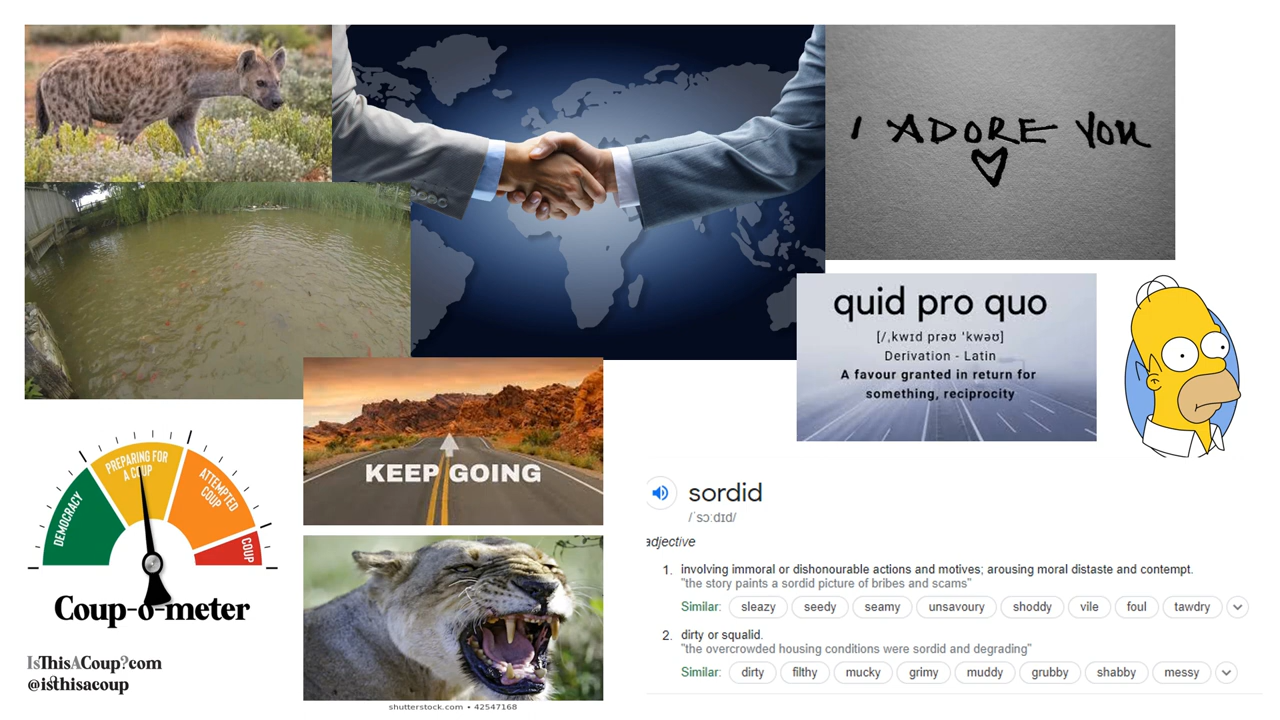 I ADORE YOU
quid pro quo
[/ˌkwɪd prəʊ ˈkwəʊ]
Derivation - Latin
A favour granted in return for
something, reciprocity
KEEP GOING
DEMOCRACY
PREPARING FOR
A COUP
ATTEMPTED
COUP
COUP
Coup-o-meter
IsThisACoup?com
@isthisacoup
shutterstock.com • 42547168
sordid
/ˈsɔːdɪd/
adjective
1. involving immoral or dishonourable actions and motives; arousing moral distaste and contempt.
"the story paints a sordid picture of bribes and scams"
Similar: sleazy seedy seamy unsavoury shoddy vile foul tawdry
2. dirty or squalid.
"the overcrowded housing conditions were sordid and degrading"
Similar: dirty filthy mucky grimy muddy grubby shabby messy